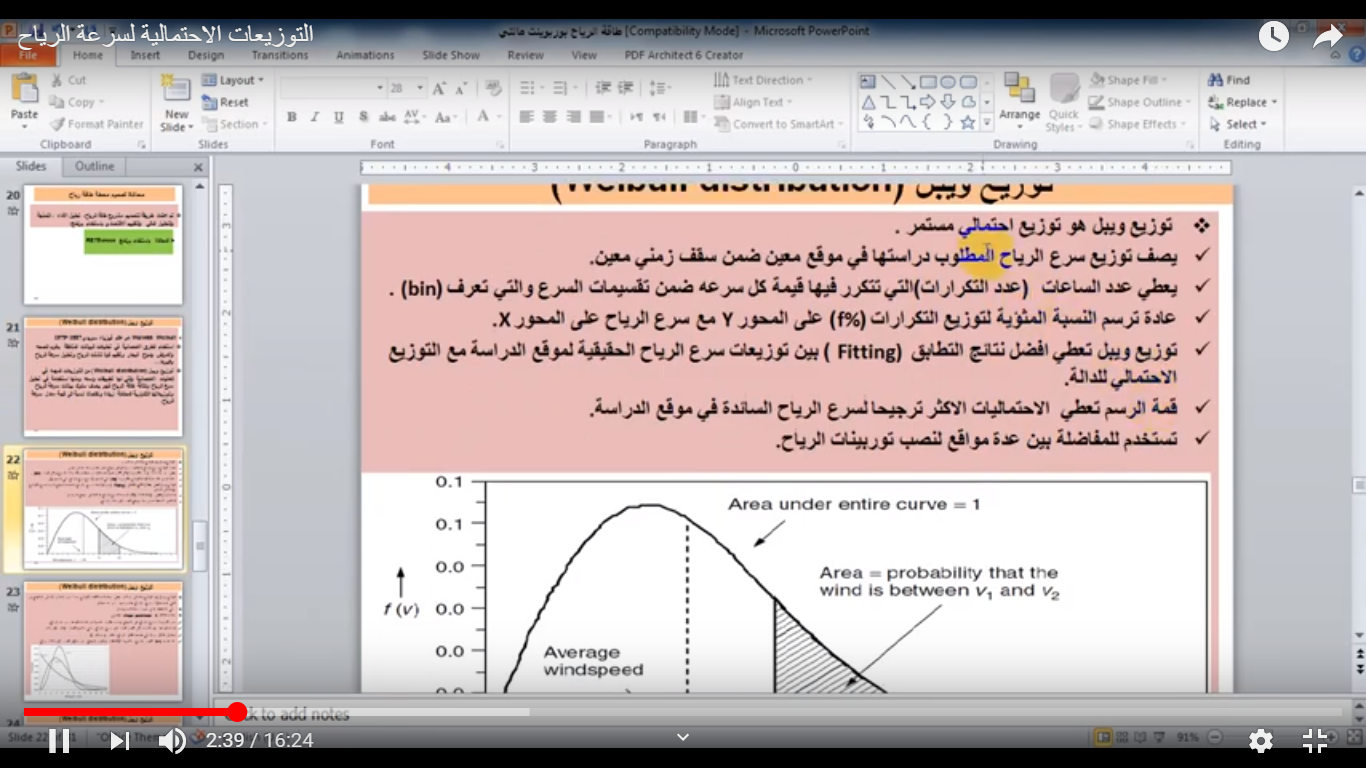 التوزيعات الاحتمالية لسرعة الرياح
طاقة الرياح بوربوينت هانتي [Compatibility Mode] - Microsoft PowerPoint
File Home Insert Design Transitions Animations Slide Show Review View PDF Architect 6 Creator
Cut
Copy
Format Painter
Paste
Clipboard
New
Slide
Layout
Reset
Section
Slides
28
Font
Text Direction
Align Text
Convert to SmartArt
Paragraph
Arrange
Quick
Styles
Shape Fill
Shape Outline
Shape Effects
Drawing
Find
Replace
Select
Editing
Slides Outline
20
21
22
23
24
توزيع ويبل (Weibull distribution)
❖ توزيع ويبل هو توزيع احتمالي مستمر .
✓ يصف توزيع سرع الرياح المطلوب دراستها في موقع معين ضمن سقف زمني معين.
✓ يعطي عدد الساعات (عدد التكرارات)التي تتكرر فيها قيمة كل سرعه ضمن تقسيمات السرع والتي تعرف (bin) .
✓ عادة ترسم النسبة المئوية لتوزيع التكرارات (f%) على المحور Y مع سرع الرياح على المحور X.
✓ توزيع ويبل تعطي افضل نتائج التطابق (Fitting ) بين توزيعات سرع الرياح الحقيقية لموقع الدراسة مع التوزيع
الاحتمالي للدالة.
✓ قمة الرسم تعطي الاحتماليات الاكثر ترجيحا لسرع الرياح السائدة في موقع الدراسة.
✓ تستخدم للمفاضلة بين عدة مواقع لنصب توربينات الرياح.
0.1
0.1
0.0
0.0
0.0
0.0
f (v)
Area under entire curve = 1
Area = probability that the
wind is between v1 and v2
Average
windspeed
to add notes
2:39 / 16:24
91%